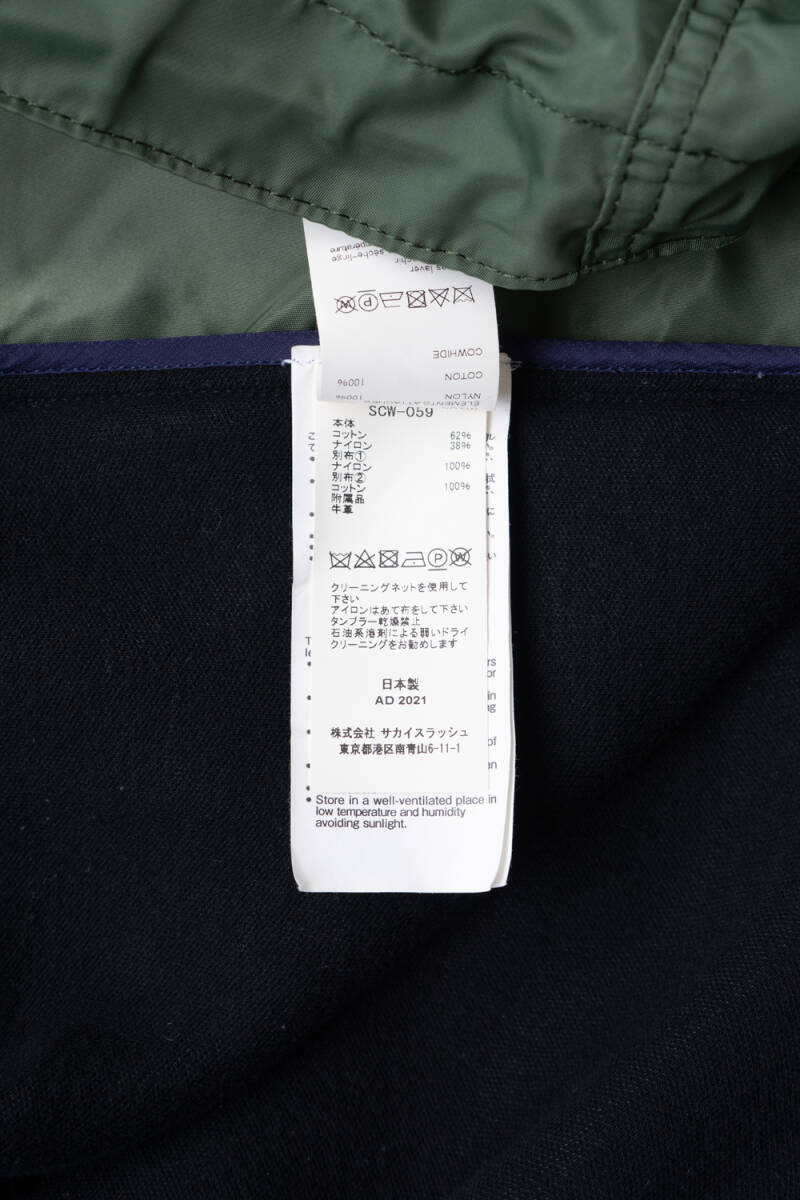 COWHIDE
COTON 100%
NYLON 100%
SCW-059
本体
コットン 62%
ナイロン 38%
別布①
ナイロン 100%
別布②
コットン 100%
附属品
牛革
クリーニングネットを使用して
下さい
アイロンはあて布をして下さい
タンブラー乾燥禁止
石油系溶剤による弱いドライ
クリーニングをお勧めします
日本製
AD 2021
株式会社 サカイスラッシュ
東京都港区南青山6-11-1
in
of
• Store in a well-ventilated place in
low temperature and humidity
avoiding sunlight.